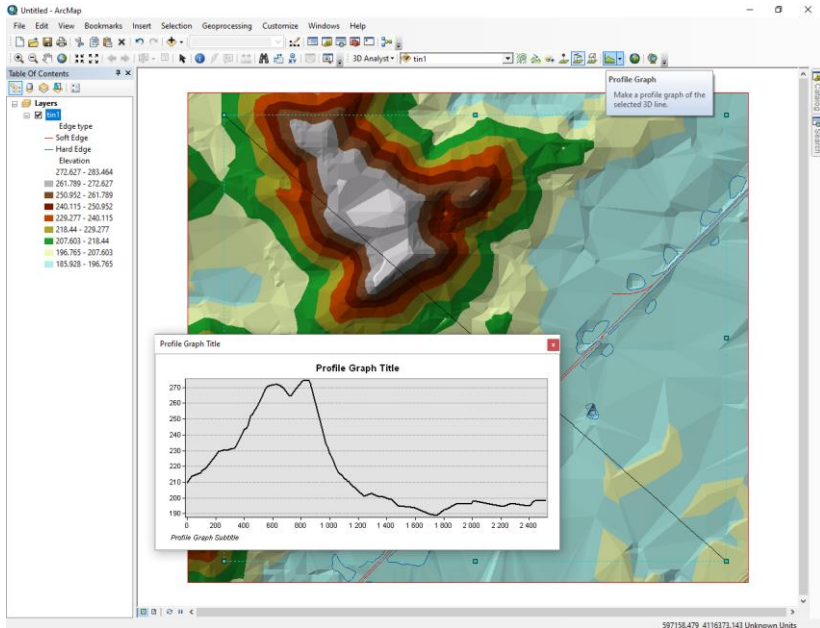 Untitled - ArcMap
File Edit View Bookmarks Insert Selection Geoprocessing Customize Windows Help
3D Analyst tin1
Table Of Contents
Profile Graph
Make a profile graph of the
selected 3D line.
Catalog
Search
Layers
tin1
Edge type
Soft Edge
Hard Edge
Elevation
272.627 - 283.464
261.789 - 272.627
250.952 - 261.789
240.115 - 250.952
229.277 - 240.115
218.44 - 229.277
207.603 - 218.44
196.765 - 207.603
185.928 - 196.765
Profile Graph Title
Profile Graph Title
270
260
250
240
230
220
210
200
190
0 200 400 600 800 1 000 1 200 1 400 1 600 1 800 2 000 2 200 2 400
Profile Graph Subtitle
597158.479 4116373.143 Unknown Units